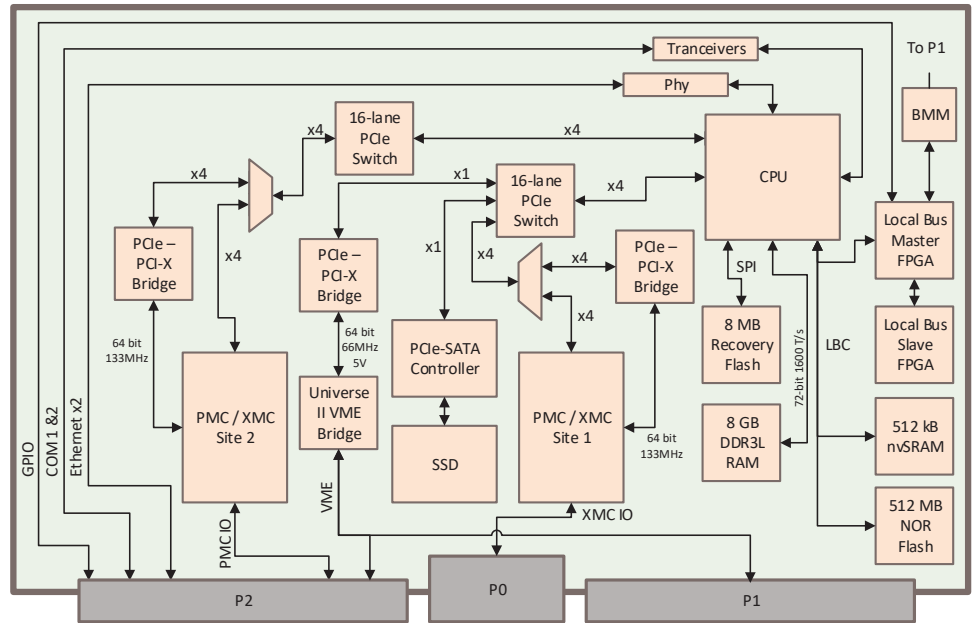 Tranceivers
To P1
Phy
BMM
16-lane
PCIe
Switch
x4
x4
CPU
x4
x1
16-lane
PCIe
Switch
x4
Local Bus
Master
FPGA
PCIe –
PCI-X
Bridge
x4
PCIe –
PCI-X
Bridge
x1
x4
x4
PCIe –
PCI-X
Bridge
SPI
64 bit
133MHz
64 bit
66MHz
5V
PCIe-SATA
Controller
x4
8 MB
Recovery
Flash
72-bit 1600 T/s
LBC
Local Bus
Slave
FPGA
PMC / XMC
Site 2
Universe
II VME
Bridge
SSD
PMC / XMC
Site 1
64 bit
133MHz
8 GB
DDR3L
RAM
512 kB
nvSRAM
GPIO
COM 1 &2
Ethernet x2
PMC IO
VME
XMC IO
512 MB
NOR
Flash
P2
P0
P1